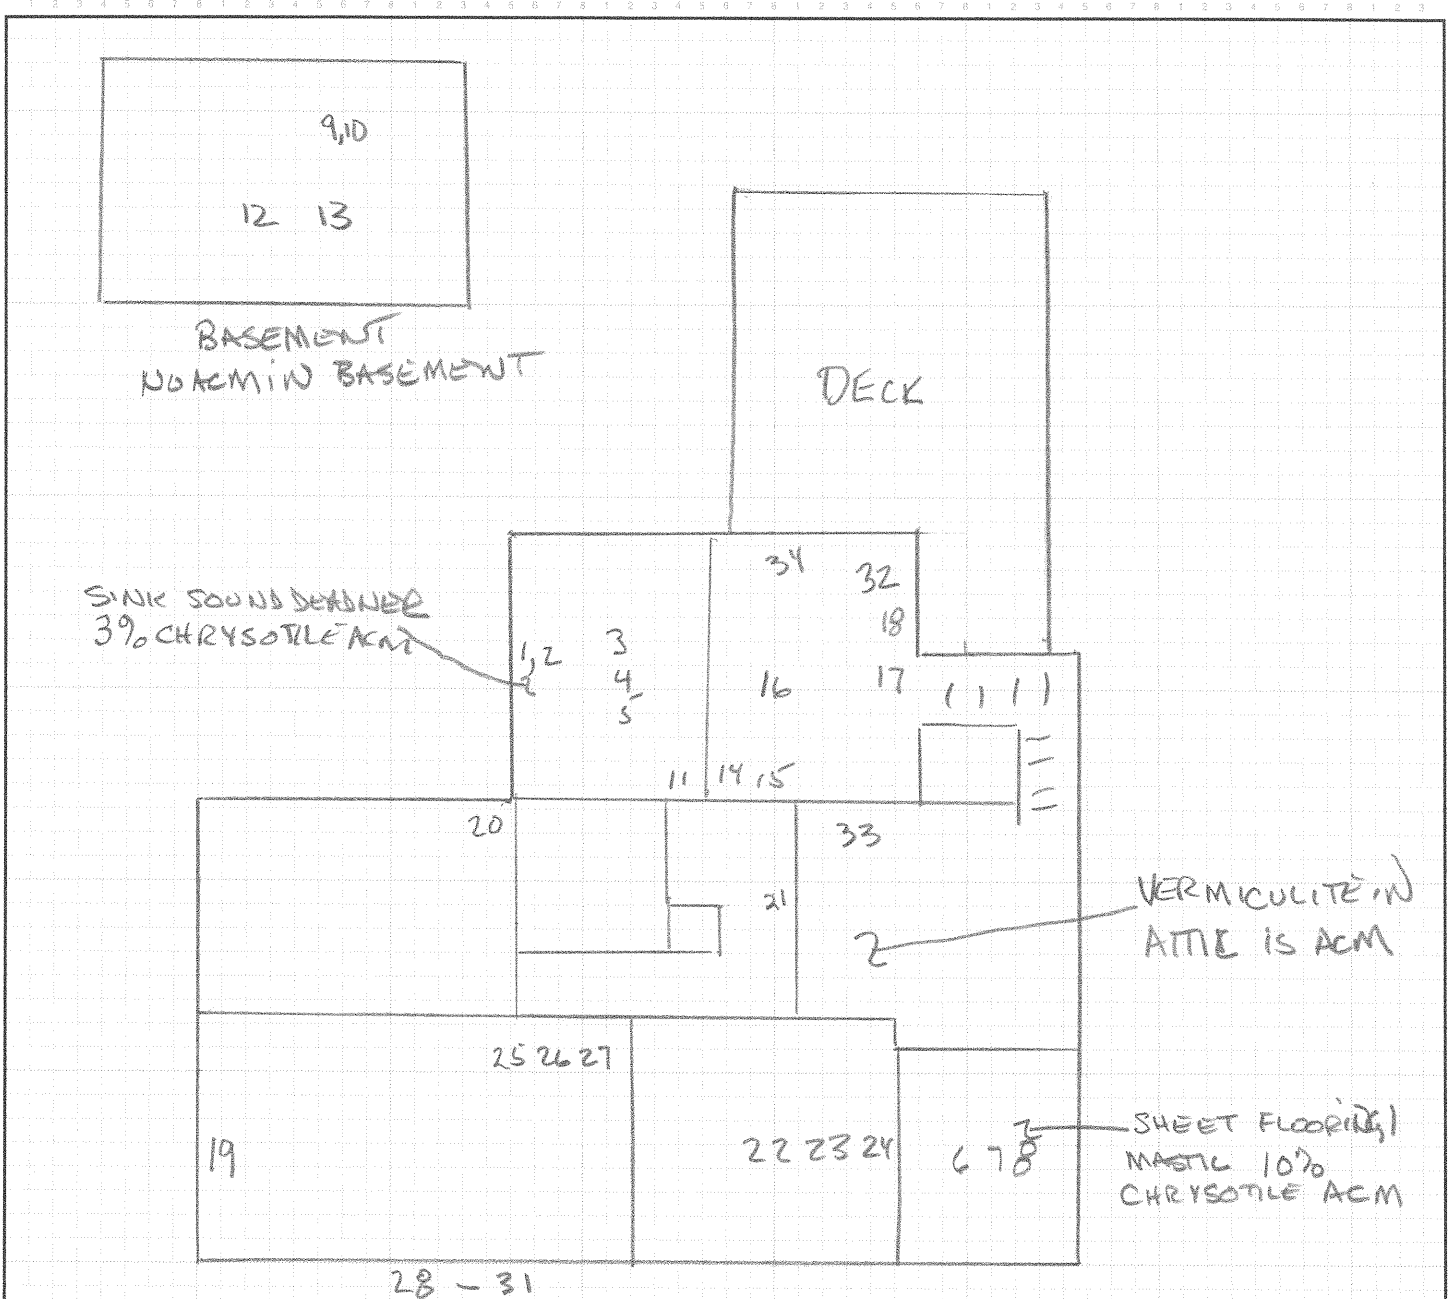 9,10
12 13
BASEMENT
NO ACM IN BASEMENT
DECK
34
32
18
SINK SOUND DEADNER
3% CHRYSOTILE ACM
1,2
3
4
5
16
17
11
14 15
20
33
21
VERMICULITE IN
ATTIC IS ACM
25 26 27
19
22 23 24
6 7 8
SHEET FLOORING/
MASTIC 10%
CHRYSOTILE ACM
28 - 31